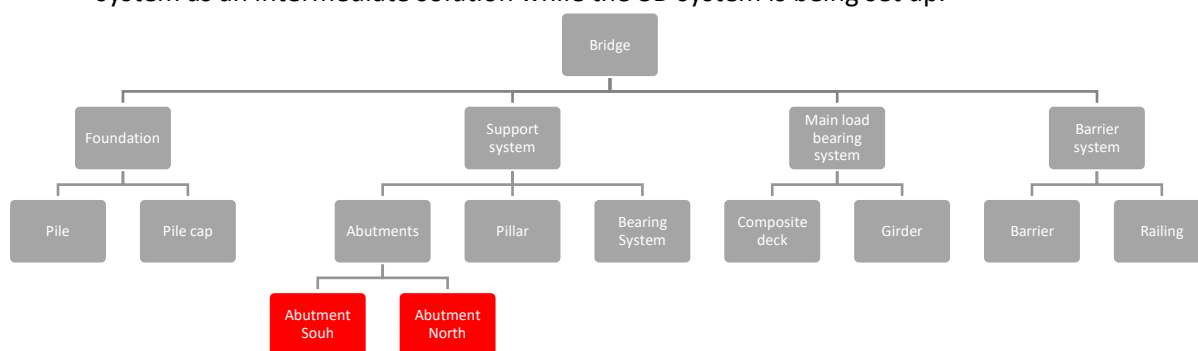 system as an intermediate solution while the 3D system is being set up.
Bridge
Foundation
Support
system
Main load
bearing
system
Barrier
system
Pile
Pile cap
Abutments
Pillar
Bearing
System
Composite
deck
Girder
Barrier
Railing
Abutment
Souh
Abutment
North